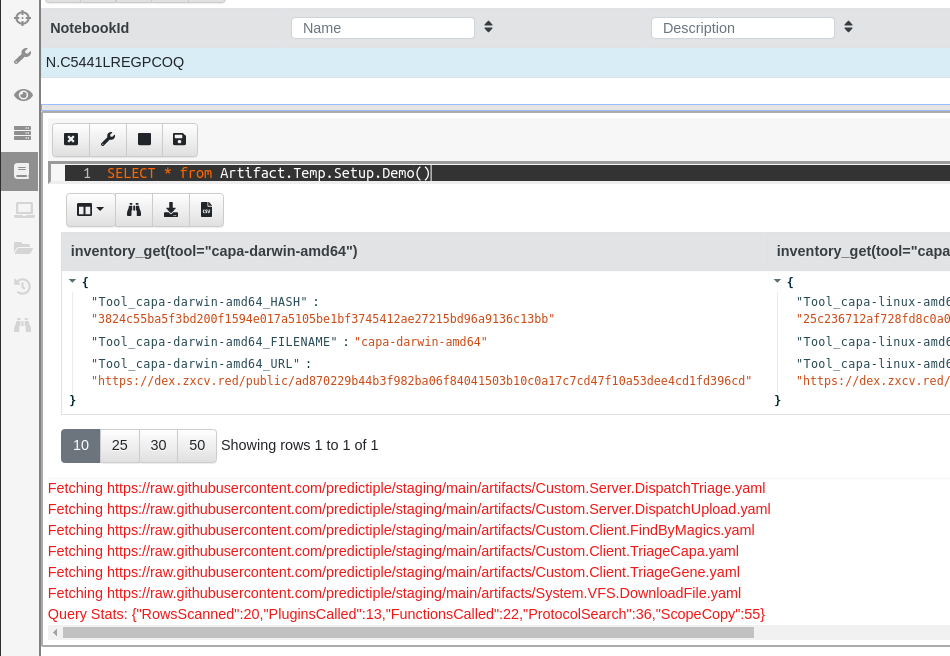 NotebookId Name Description
N.C5441LREGPCOQ
1 SELECT * from Artifact.Temp.Setup.Demo()
CSV
inventory_get(tool="capa-darwin-amd64") inventory_get(tool="capa
{ {
"Tool_capa-darwin-amd64_HASH" : "Tool_capa-linux-amd6
"3824c55ba5f3bd200f1594e017a5105be1bf3745412ae27215bd96a9136c13bb" "25c236712af728fd8c0a0
"Tool_capa-darwin-amd64_FILENAME" : "capa-darwin-amd64" "Tool_capa-linux-amd6
"Tool_capa-darwin-amd64_URL" : "Tool_capa-linux-amd6
"https://dex.zxcv.red/public/ad870229b44b3f982ba06f84041503b10c0a17c7cd47f10a53dee4cd1fd396cd" "https://dex.zxcv.red/
} }
10 25 30 50 Showing rows 1 to 1 of 1
Fetching https://raw.githubusercontent.com/predictiple/staging/main/artifacts/Custom.Server.DispatchTriage.yaml
Fetching https://raw.githubusercontent.com/predictiple/staging/main/artifacts/Custom.Server.DispatchUpload.yaml
Fetching https://raw.githubusercontent.com/predictiple/staging/main/artifacts/Custom.Client.FindByMagics.yaml
Fetching https://raw.githubusercontent.com/predictiple/staging/main/artifacts/Custom.Client.TriageCapa.yaml
Fetching https://raw.githubusercontent.com/predictiple/staging/main/artifacts/Custom.Client.TriageGene.yaml
Fetching https://raw.githubusercontent.com/predictiple/staging/main/artifacts/System.VFS.DownloadFile.yaml
Query Stats: {"RowsScanned":20,"PluginsCalled":13,"FunctionsCalled":22,"ProtocolSearch":36,"ScopeCopy":55}